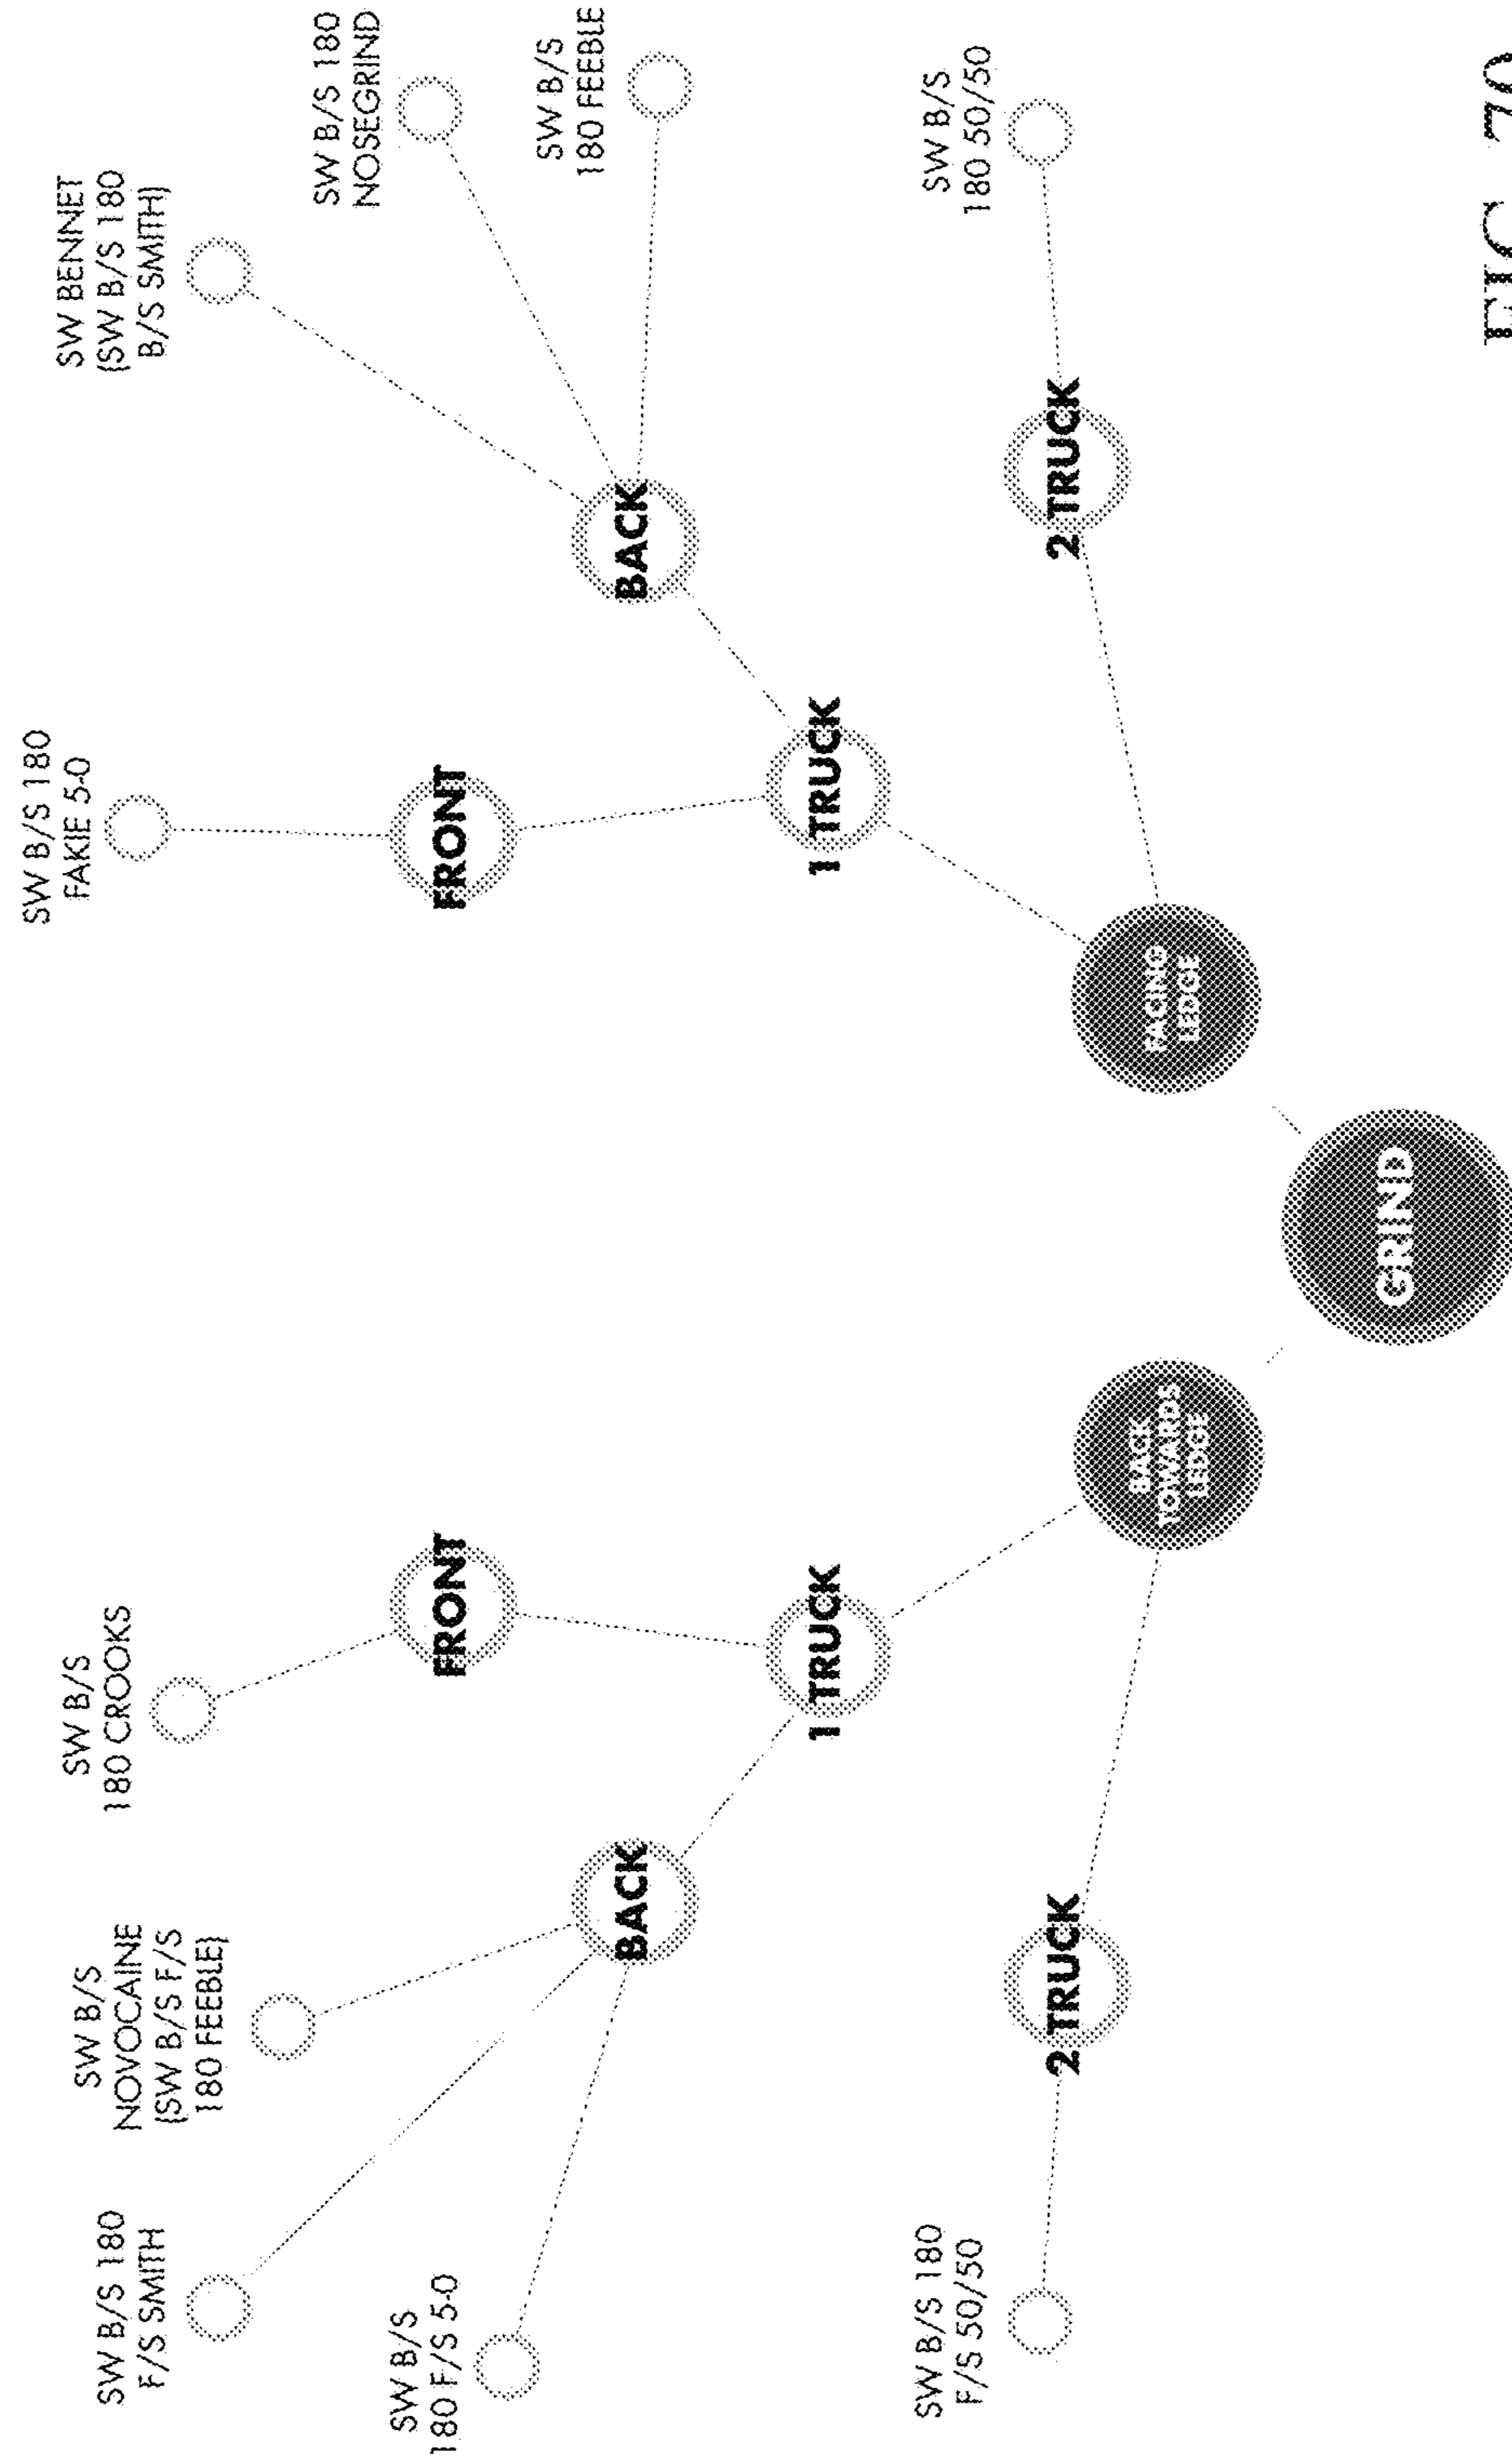 SW B/S 180
F/S SMITH
SW B/S
NOVOCAINE
(SW B/S F/S
180 FEEBLE)
SW B/S
180 CROOKS
SW B/S 180
FAKIE 5-0
SW BENNET
(SW B/S 180
B/S SMITH)
SW B/S 180
NOSEGRIND
SW B/S
180 F/S 5-0
FRONT
FRONT
SW B/S
180 FEEBLE
BACK
BACK
1 TRUCK
1 TRUCK
SW B/S 180
F/S 50/50
SW B/S
180 50/50
2 TRUCK
2 TRUCK
BACK
TOWARDS
LEDGE
FACING
LEDGE
GRIND
FIG